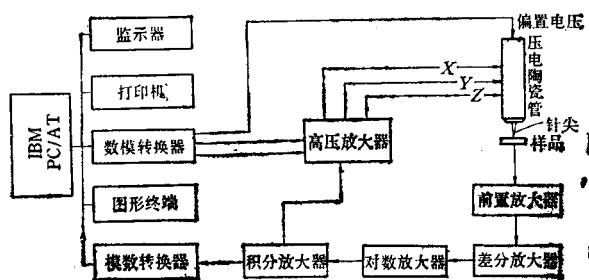 监示器
偏置电压
打印机
IBM
PC/AT
数模转换器
高压放大器
X
Y
Z
压电陶瓷管
针尖
样品
图形终端
前置放大器
模数转换器
积分放大器
对数放大器
差分放大器